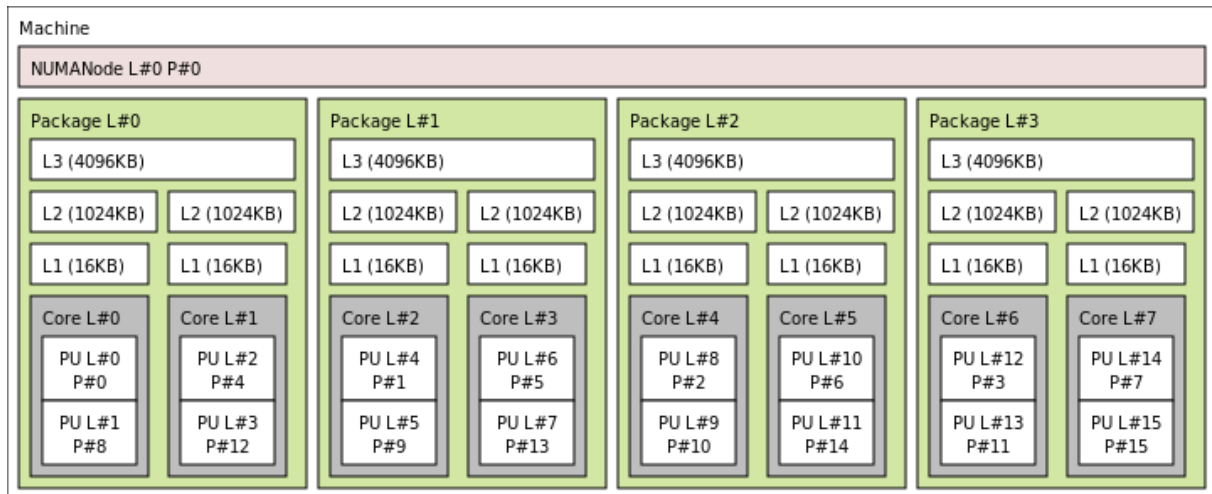 Machine
NUMANode L#0 P#0
Package L#0
L3 (4096KB)
L2 (1024KB)
L2 (1024KB)
L1 (16KB)
L1 (16KB)
Core L#0
PU L#0
P#0
PU L#1
P#8
Core L#1
PU L#2
P#4
PU L#3
P#12
Package L#1
L3 (4096KB)
L2 (1024KB)
L2 (1024KB)
L1 (16KB)
L1 (16KB)
Core L#2
PU L#4
P#1
PU L#5
P#9
Core L#3
PU L#6
P#5
PU L#7
P#13
Package L#2
L3 (4096KB)
L2 (1024KB)
L2 (1024KB)
L1 (16KB)
L1 (16KB)
Core L#4
PU L#8
P#2
PU L#9
P#10
Core L#5
PU L#10
P#6
PU L#11
P#14
Package L#3
L3 (4096KB)
L2 (1024KB)
L2 (1024KB)
L1 (16KB)
L1 (16KB)
Core L#6
PU L#12
P#3
PU L#13
P#11
Core L#7
PU L#14
P#7
PU L#15
P#15